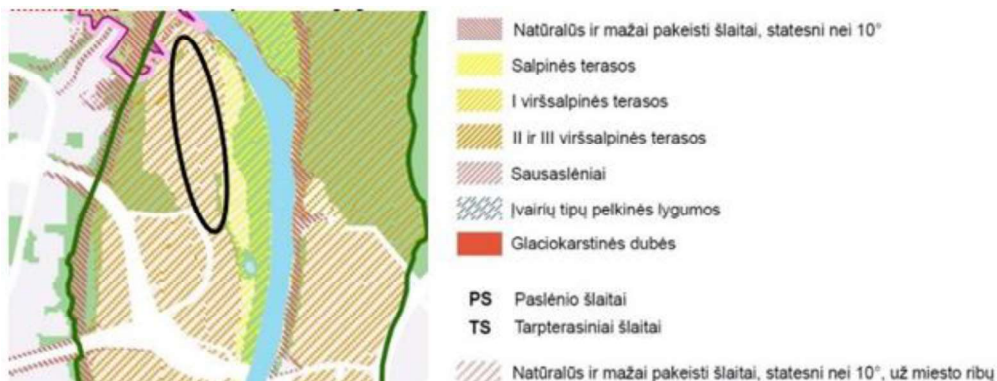 Natūralūs ir mažai pakeisti šlaitai, statesni nei 10°
Salpinės terasos
I viršsalpinės terasos
II ir III viršsalpinės terasos
Sausaslėniai
Įvairių tipų pelkinės lygumos
Glaciokarstinės dubės
PS Paslėnio šlaitai
TS Tarpterasiniai šlaitai
Natūralūs ir mažai pakeisti šlaitai, statesni nei 10°, už miesto ribų